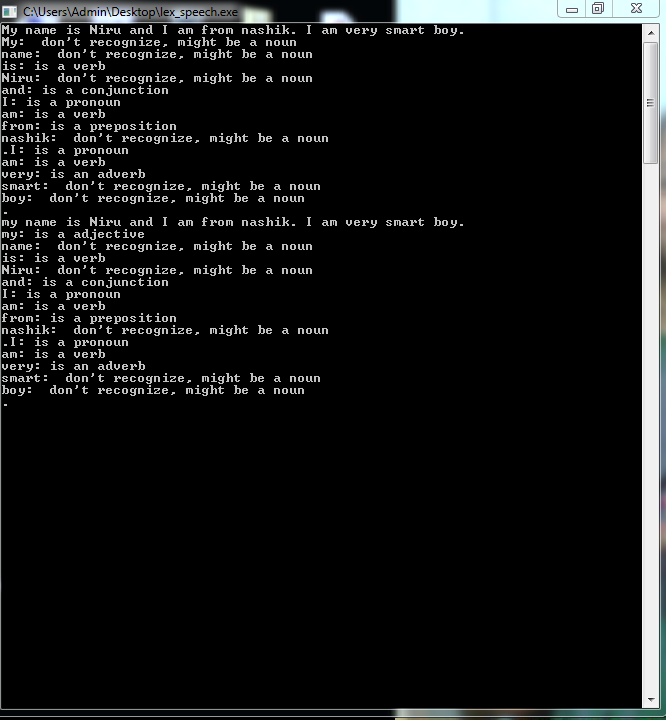 C:\Users\Admin\Desktop\lex_speech.exe
My name is Niru and I am from nashik. I am very smart boy.
My:  don't recognize, might be a noun
name:  don't recognize, might be a noun
is: is a verb
Niru:  don't recognize, might be a noun
and: is a conjunction
I: is a pronoun
am: is a verb
from: is a preposition
nashik:  don't recognize, might be a noun
.I: is a pronoun
am: is a verb
very: is an adverb
smart:  don't recognize, might be a noun
boy:  don't recognize, might be a noun
.
my name is Niru and I am from nashik. I am very smart boy.
my: is a adjective
name:  don't recognize, might be a noun
is: is a verb
Niru:  don't recognize, might be a noun
and: is a conjunction
I: is a pronoun
am: is a verb
from: is a preposition
nashik:  don't recognize, might be a noun
.I: is a pronoun
am: is a verb
very: is an adverb
smart:  don't recognize, might be a noun
boy:  don't recognize, might be a noun
.